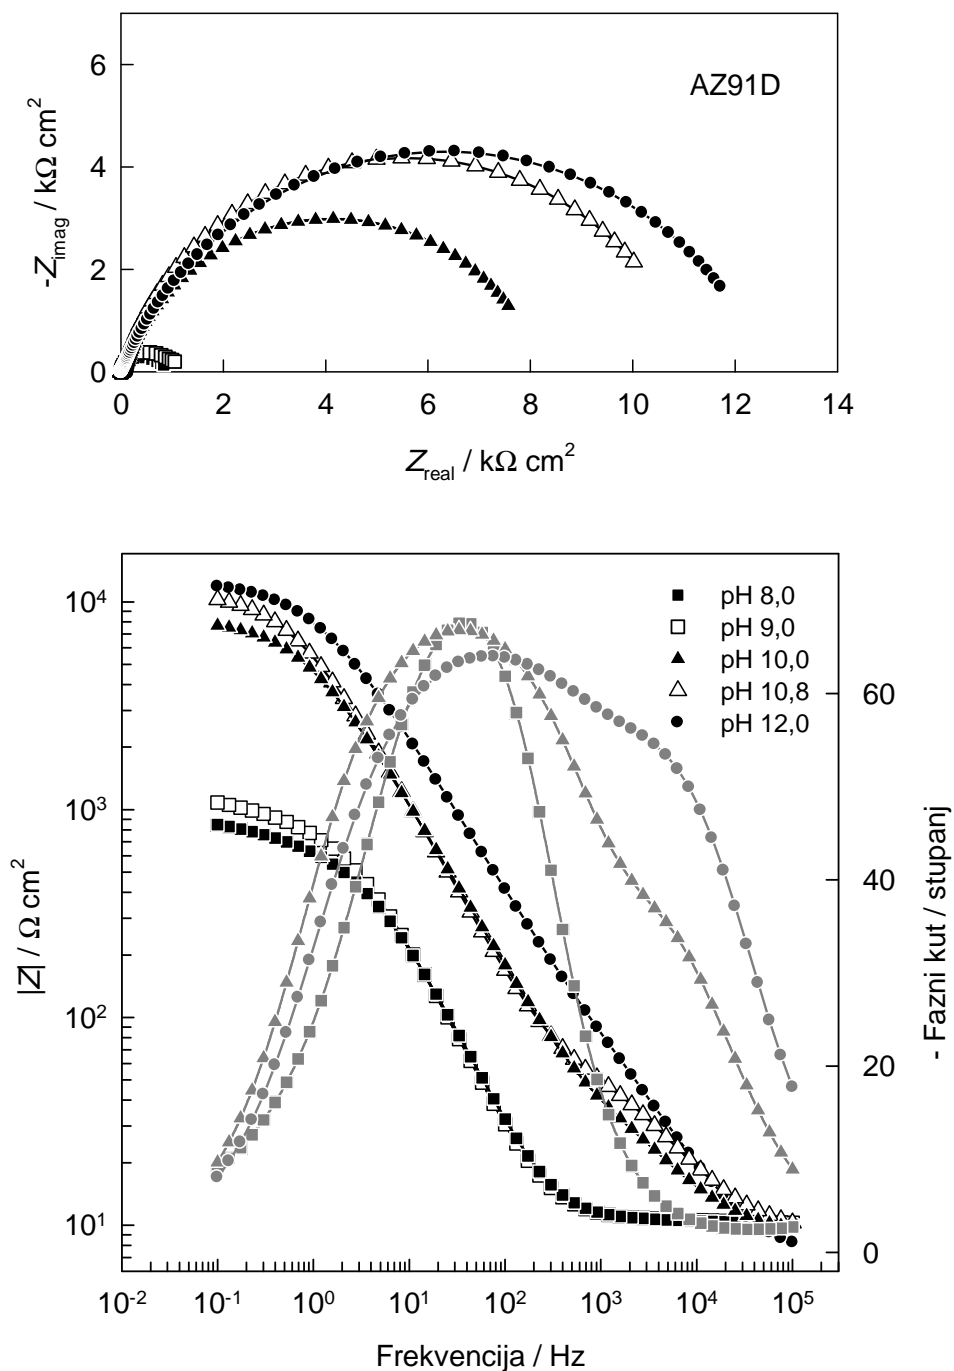 6
AZ91D
4
2
0
-Zimag / kΩ cm²
0 2 4 6 8 10 12 14
Zreal / kΩ cm²
10⁴
10³
10²
10¹
|Z| / Ω cm²
pH 8,0
pH 9,0
pH 10,0
pH 10,8
pH 12,0
60
40
20
0
- Fazni kut / stupanj
10⁻² 10⁻¹ 10⁰ 10¹ 10² 10³ 10⁴ 10⁵
Frekvencija / Hz